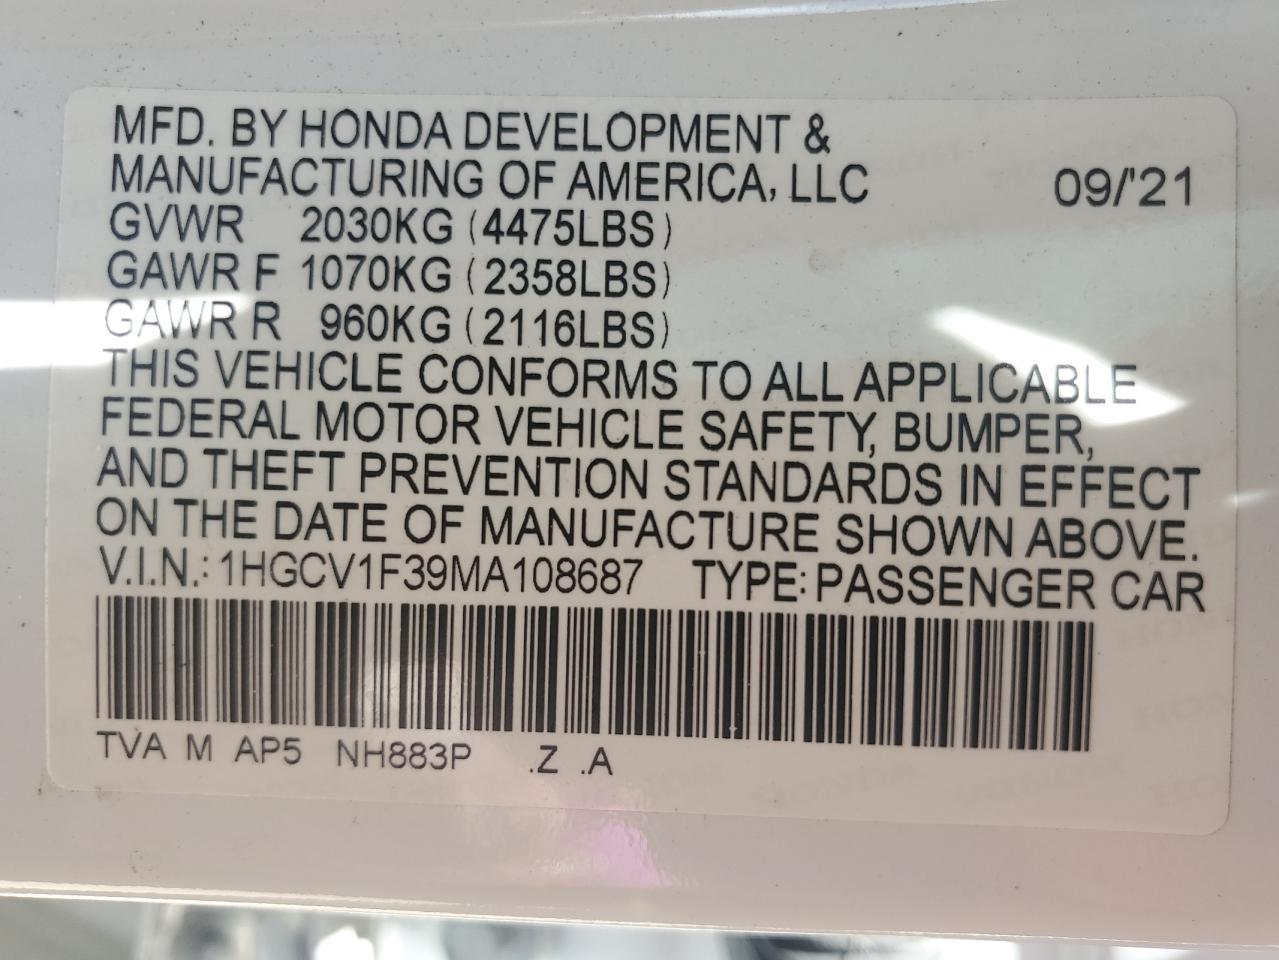 MFD. BY HONDA DEVELOPMENT &
MANUFACTURING OF AMERICA, LLC 09/'21
GVWR 2030KG (4475LBS)
GAWR F 1070KG (2358LBS)
GAWR R 960KG (2116LBS)
THIS VEHICLE CONFORMS TO ALL APPLICABLE
FEDERAL MOTOR VEHICLE SAFETY, BUMPER,
AND THEFT PREVENTION STANDARDS IN EFFECT
ON THE DATE OF MANUFACTURE SHOWN ABOVE.
V.I.N.: 1HGCV1F39MA108687 TYPE: PASSENGER CAR
TVA M AP5 NH883P .Z .A